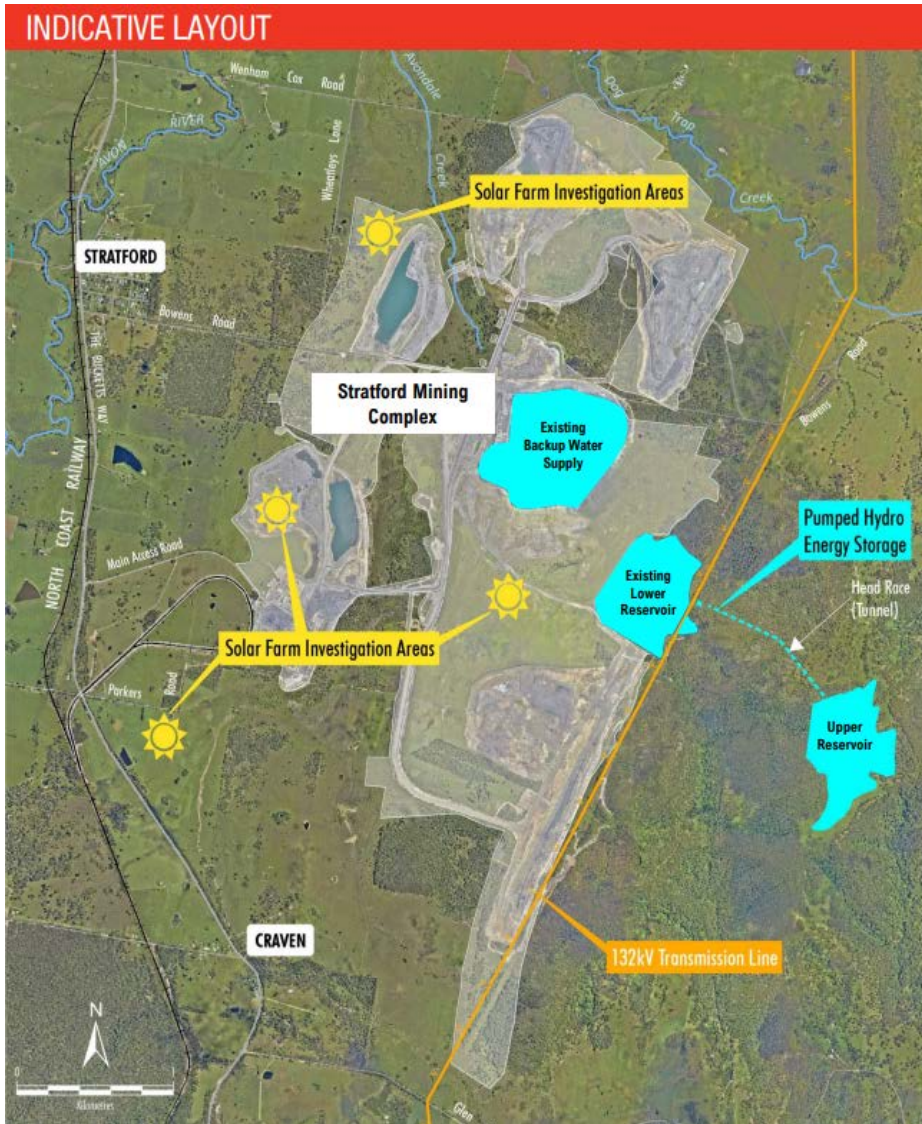 INDICATIVE LAYOUT
Wenham Cox Road
Avondale
Creek
Dog
Trap
Creek
AVON
RIVER
Wheatleys Lane
Solar Farm Investigation Areas
STRATFORD
Bowens Road
THE BUCKETTS WAY
NORTH COAST RAILWAY
Stratford Mining
Complex
Existing
Backup Water
Supply
Bowens Road
Pumped Hydro
Energy Storage
Main Access Road
Existing
Lower
Reservoir
Head Race
(Tunnel)
Solar Farm Investigation Areas
Parkers Road
Upper
Reservoir
CRAVEN
132kV Transmission Line
N
0
1
Kilometres
Glen